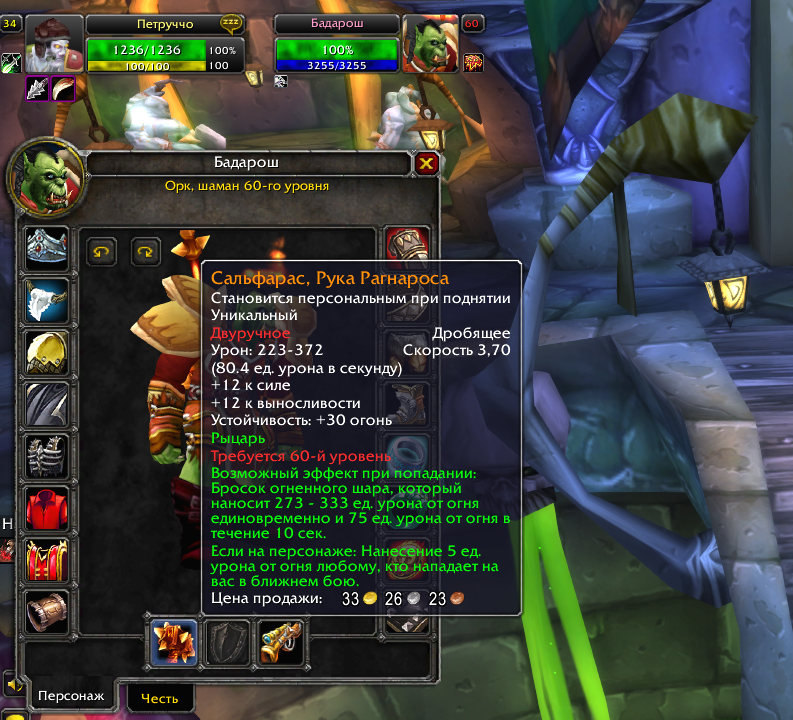 34
Петруччо
zzz
Бадарош
60
1236/1236
100%
100%
100/100
100
3255/3255
Бадарош
Орк, шаман 60-го уровня
Сальфарас, Рука Рагнароса
Становится персональным при поднятии
Уникальный
Двуручное Дробящее
Урон: 223-372 Скорость 3,70
(80.4 ед. урона в секунду)
+12 к силе
+12 к выносливости
Устойчивость: +30 огонь
Рыцарь
Требуется 60-й уровень
Возможный эффект при попадании:
Бросок огненного шара, который
наносит 273 - 333 ед. урона от огня
единовременно и 75 ед. урона от огня в
течение 10 сек.
Если на персонаже: Нанесение 5 ед.
урона от огня любому, кто нападает на
вас в ближнем бою.
Цена продажи: 33 26 23
Н
Персонаж
Честь